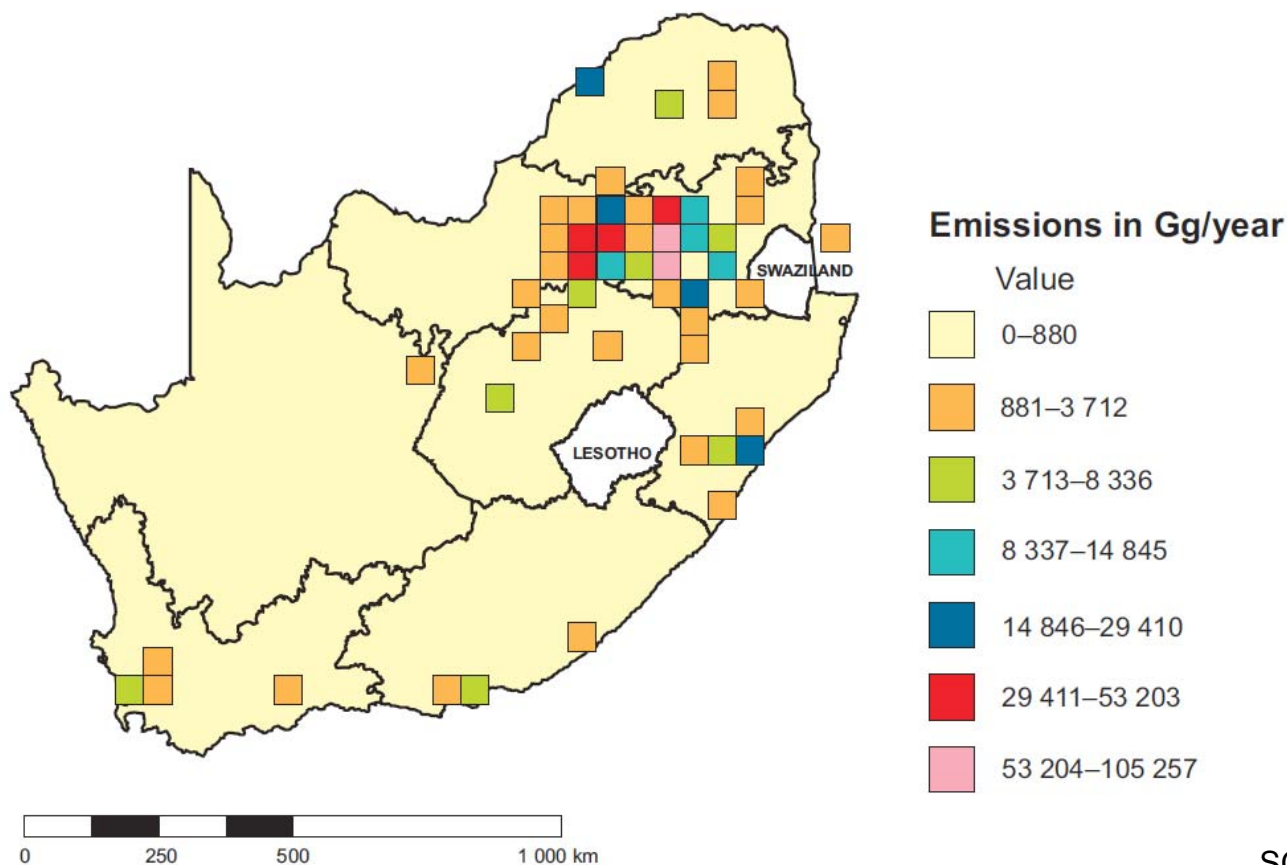 SWAZILAND
LESOTHO
Emissions in Gg/year
Value
0–880
881–3 712
3 713–8 336
8 337–14 845
14 846–29 410
29 411–53 203
53 204–105 257
0 250 500 1 000 km